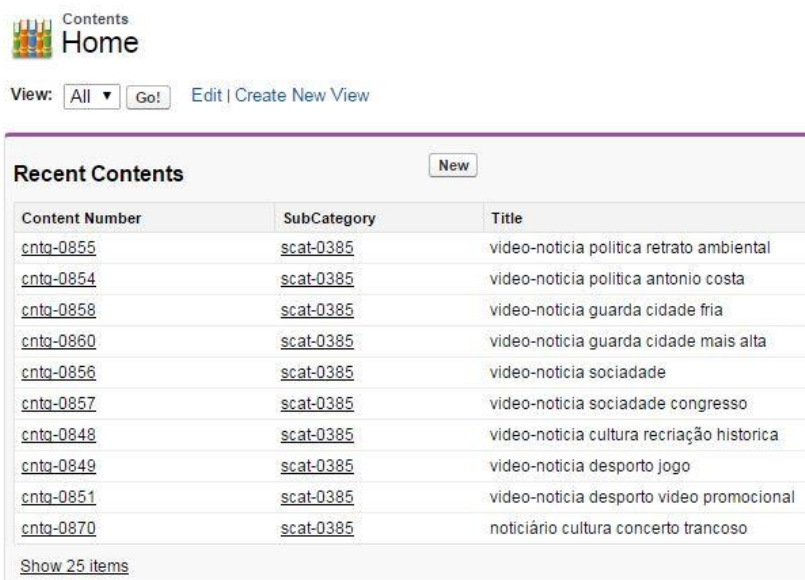 Contents
Home
View: All ▼ Go! Edit | Create New View
Recent Contents New
Content Number SubCategory Title
cntg-0855 scat-0385 video-noticia politica retrato ambiental
cntg-0854 scat-0385 video-noticia politica antonio costa
cntg-0858 scat-0385 video-noticia guarda cidade fria
cntg-0860 scat-0385 video-noticia guarda cidade mais alta
cntg-0856 scat-0385 video-noticia sociadade
cntg-0857 scat-0385 video-noticia sociadade congresso
cntg-0848 scat-0385 video-noticia cultura recriação historica
cntg-0849 scat-0385 video-noticia desporto jogo
cntg-0851 scat-0385 video-noticia desporto video promocional
cntg-0870 scat-0385 noticiário cultura concerto trancoso
Show 25 items